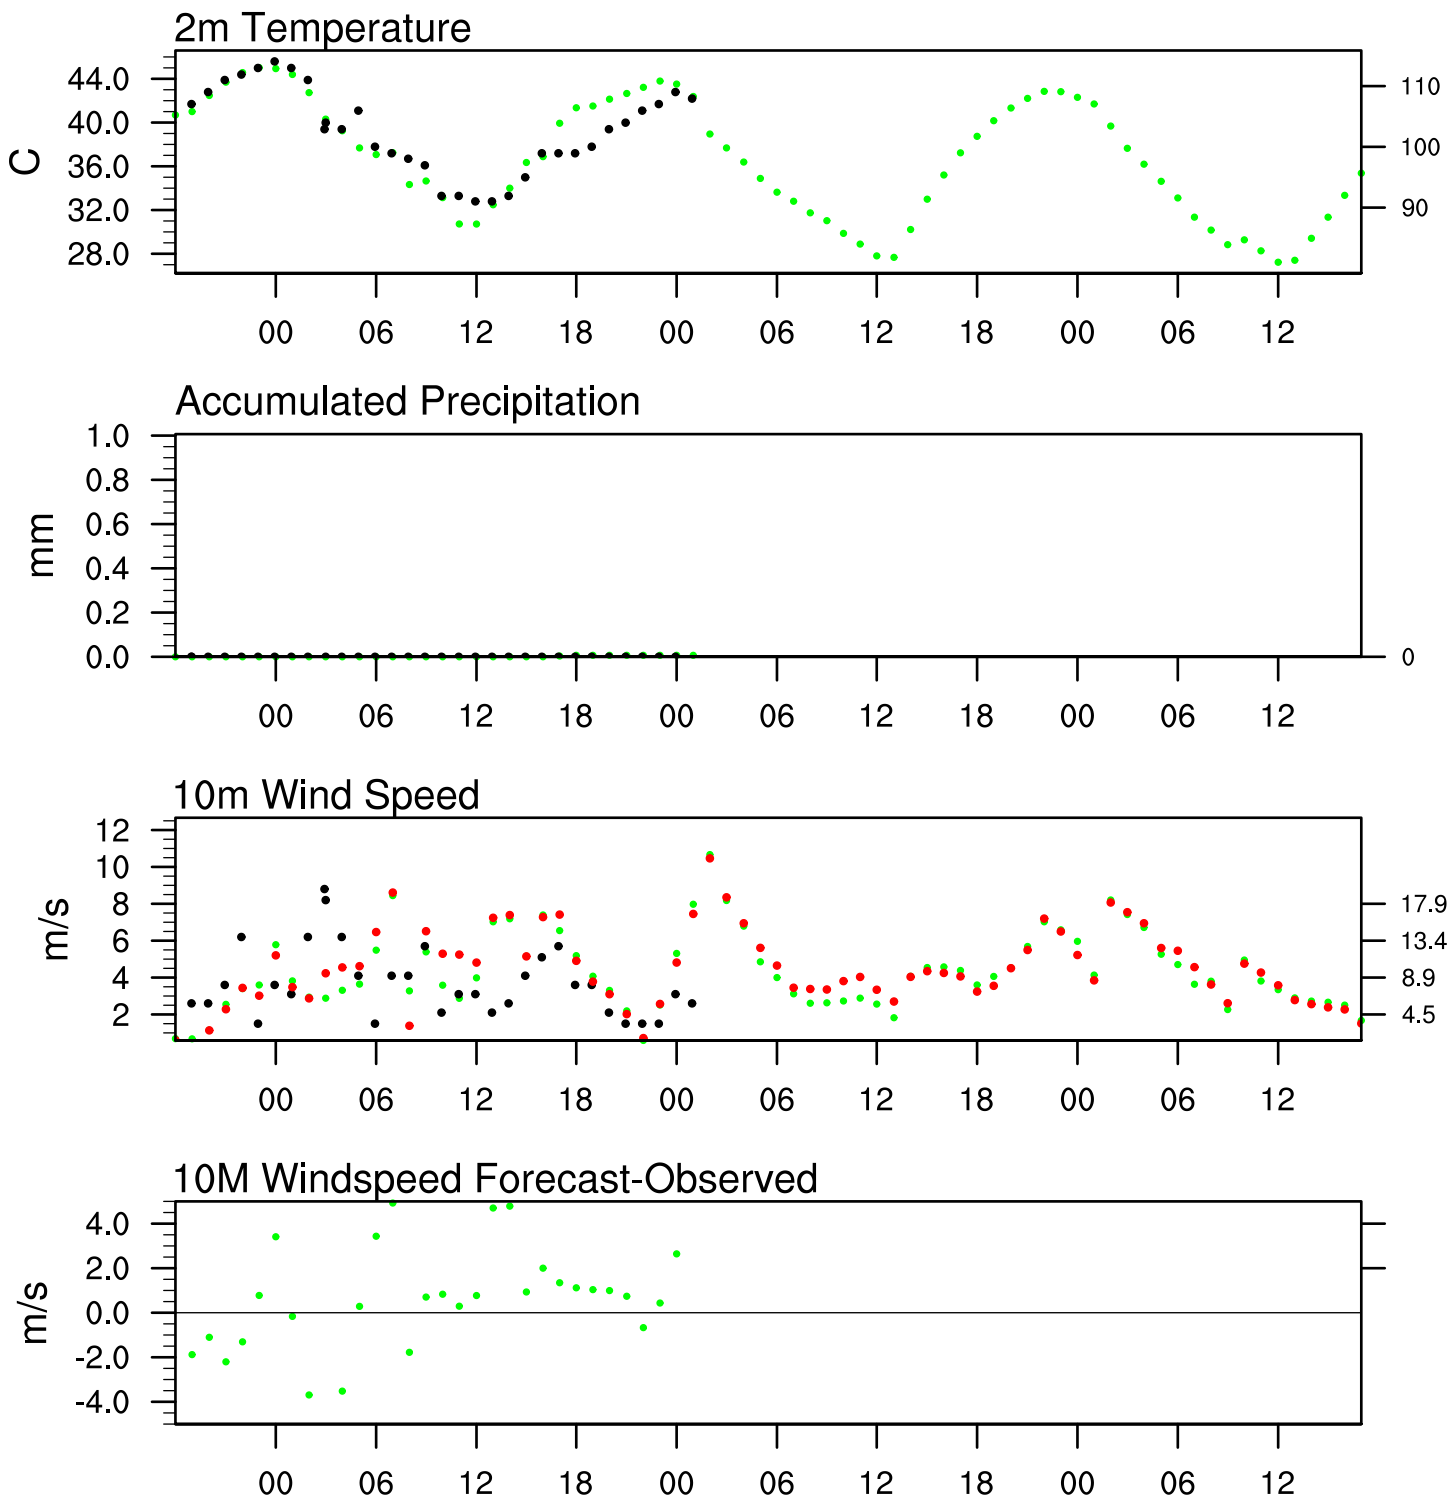 2m Temperature
44.0
40.0
36.0
32.0
28.0
C
110
100
90
00 06 12 18 00 06 12 18 00 06 12
Accumulated Precipitation
1.0
0.8
0.6
0.4
0.2
0.0
mm
0
00 06 12 18 00 06 12 18 00 06 12
10m Wind Speed
12
10
8
6
4
2
m/s
17.9
13.4
8.9
4.5
00 06 12 18 00 06 12 18 00 06 12
10M Windspeed Forecast-Observed
4.0
2.0
0.0
-2.0
-4.0
m/s
00 06 12 18 00 06 12 18 00 06 12